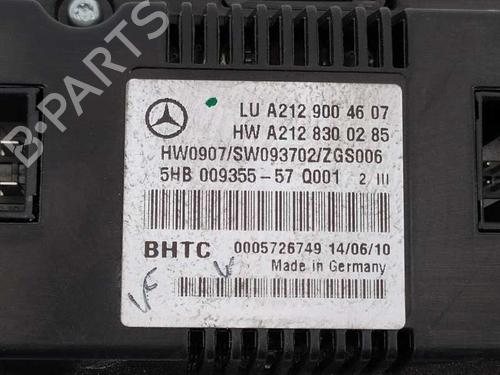 B-PARTS
LU A212 900 46 07
HW A212 830 02 85
HW0907/SW093702/ZGS006
5HB 009355-57 Q001 2 III
BHTC 0005726749 14/06/10
Made in Germany